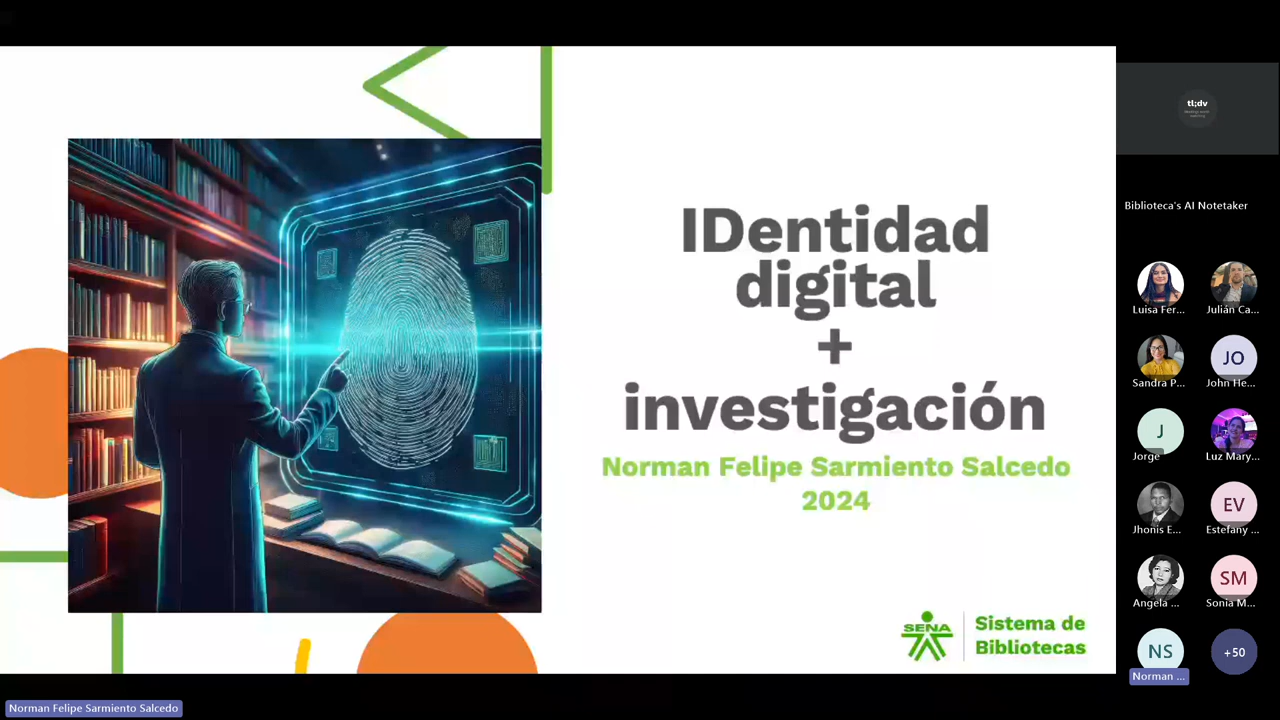 IDentidad
digital
+
investigación
Norman Felipe Sarmiento Salcedo
2024
SENA
Sistema de
Bibliotecas
tl;dv
Biblioteca's AI Notetaker
Luisa Fer...
Julián Ca...
Sandra P...
JO
John He...
J
Jorge
Luz Mary...
Jhonis E...
EV
Estefany ...
Angela ...
SM
Sonia M...
NS
Norman ...
+50
Norman Felipe Sarmiento Salcedo